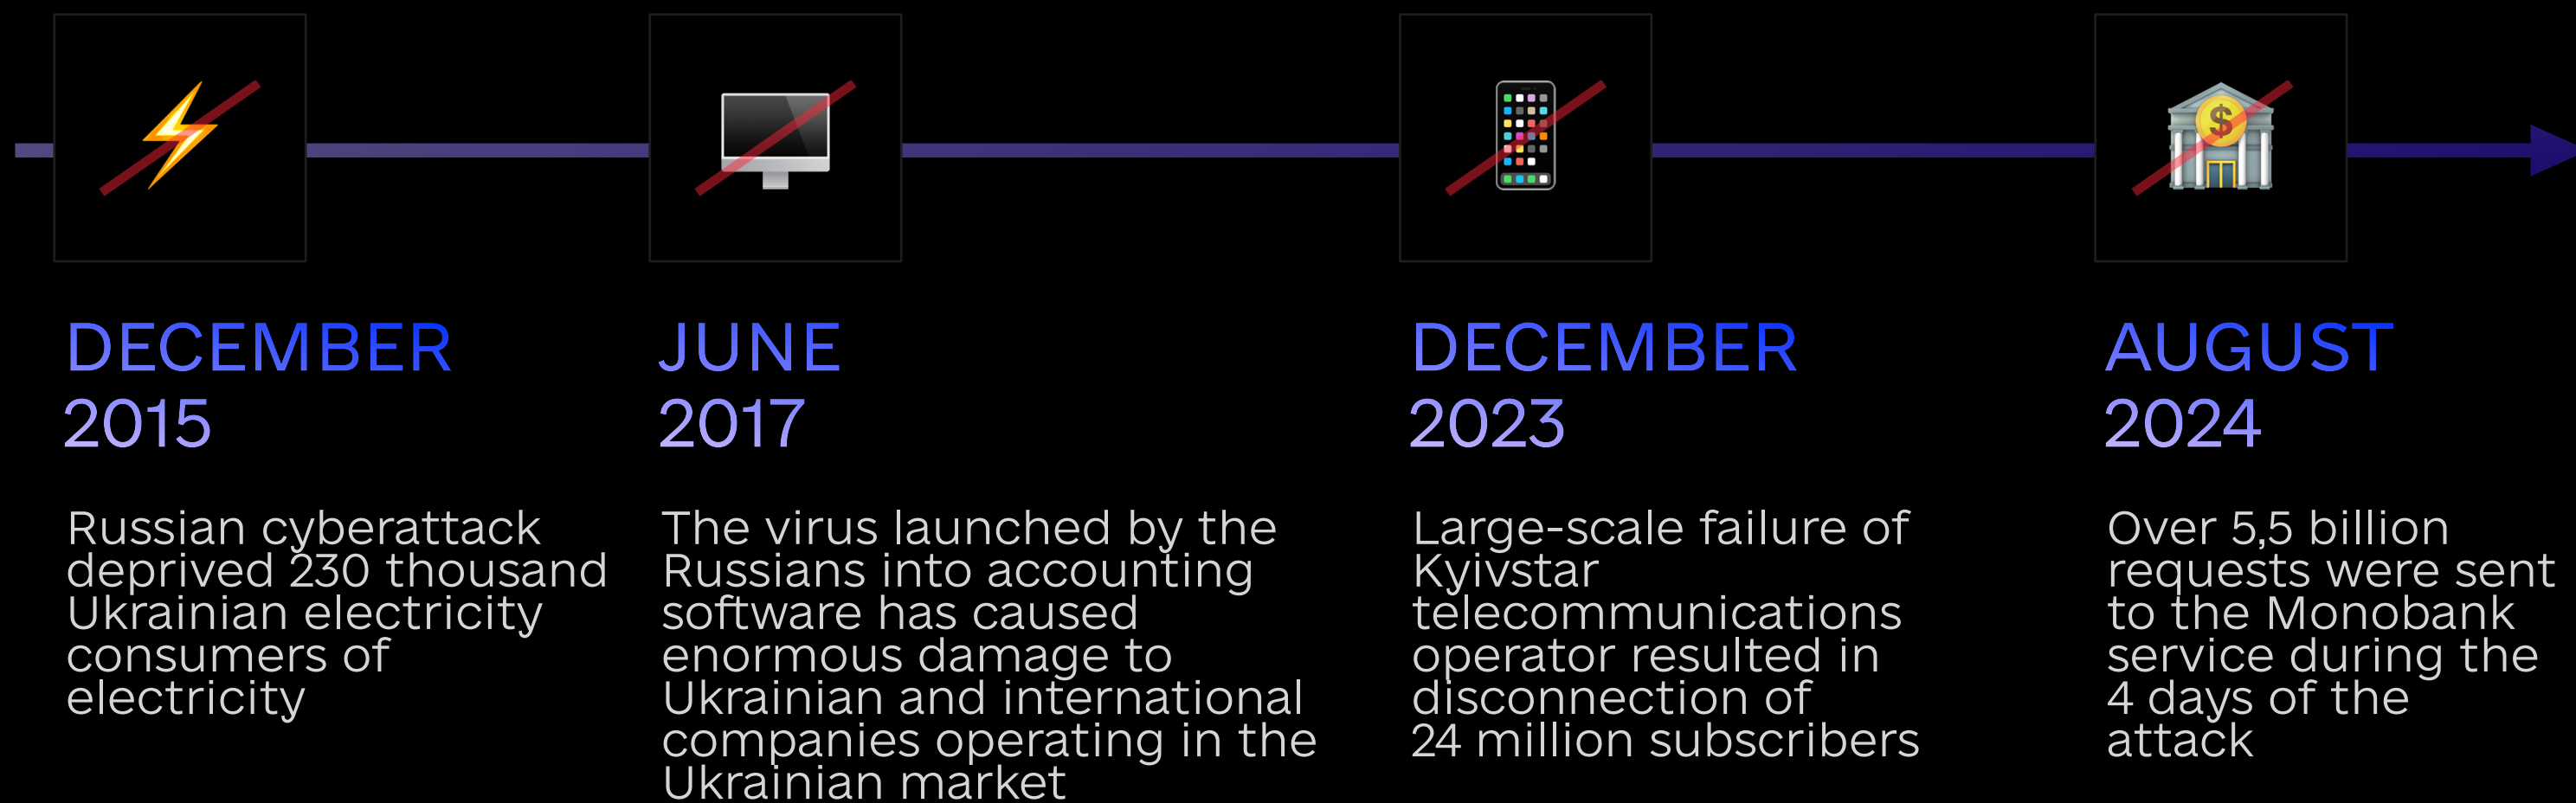 DECEMBER
2015
Russian cyberattack
deprived 230 thousand
Ukrainian electricity
consumers of
electricity
JUNE
2017
The virus launched by the
Russians into accounting
software has caused
enormous damage to
Ukrainian and international
companies operating in the
Ukrainian market
DECEMBER
2023
Large-scale failure of
Kyivstar
telecommunications
operator resulted in
disconnection of
24 million subscribers
AUGUST
2024
Over 5,5 billion
requests were sent
to the Monobank
service during the
4 days of the
attack